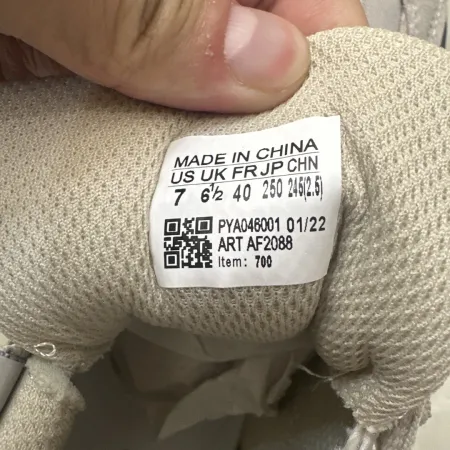 MADE IN CHINA
US UK FR JP CHN
7 6½ 40 250 245(2.5)
PYA046001 01/22
ART AF2088
Item: 700